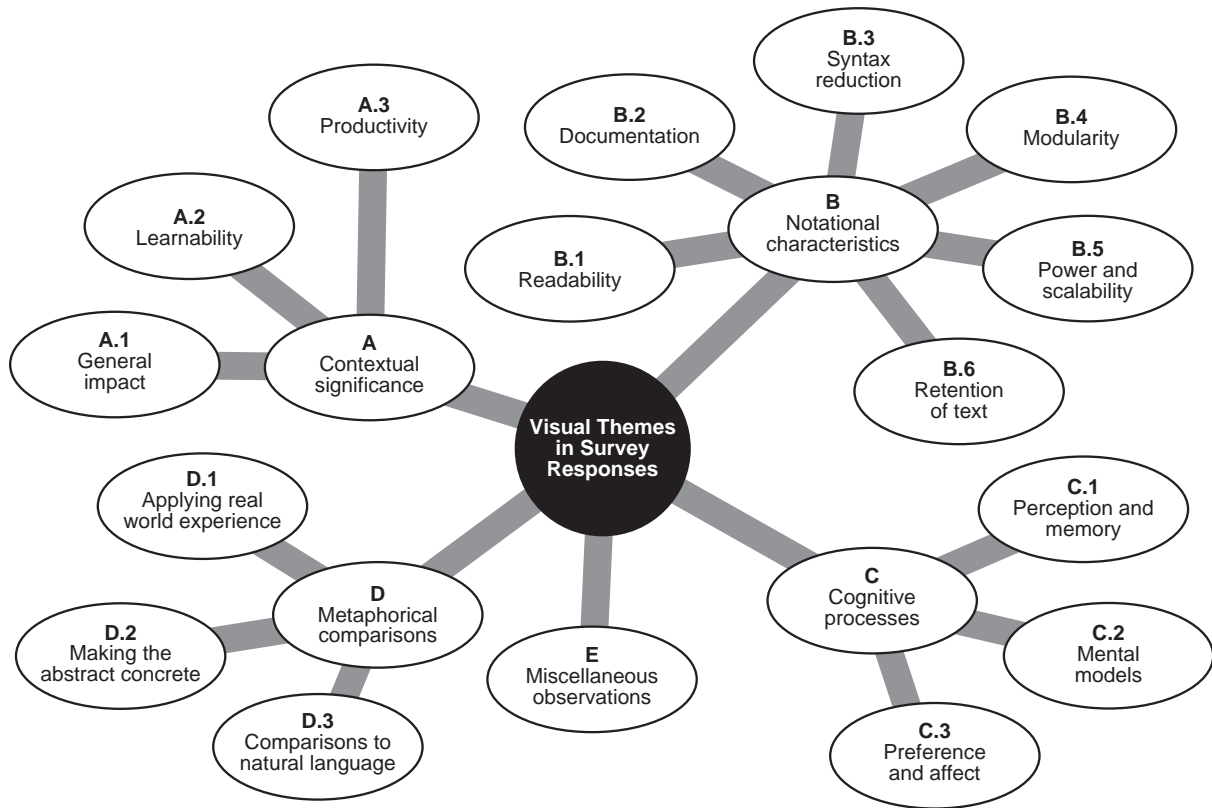 Visual Themes
in Survey
Responses
A
Contextual
significance
A.1
General
impact
A.2
Learnability
A.3
Productivity
B
Notational
characteristics
B.1
Readability
B.2
Documentation
B.3
Syntax
reduction
B.4
Modularity
B.5
Power and
scalability
B.6
Retention
of text
C
Cognitive
processes
C.1
Perception and
memory
C.2
Mental
models
C.3
Preference
and affect
D
Metaphorical
comparisons
D.1
Applying real
world experience
D.2
Making the
abstract concrete
D.3
Comparisons to
natural language
E
Miscellaneous
observations